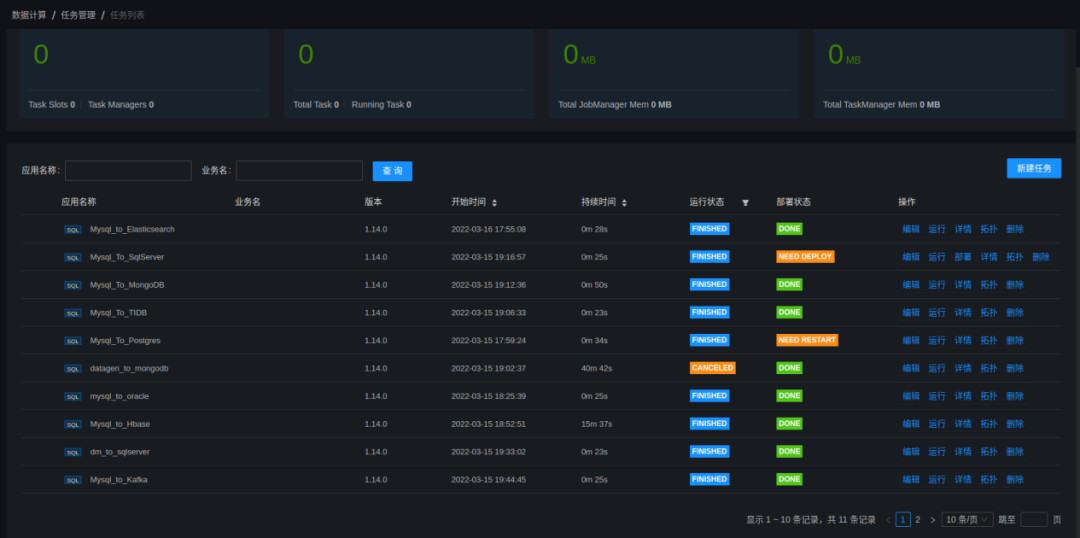 数据计算 / 任务管理 / 任务列表
0 0 0 MB 0 MB
Task Slots 0 Task Managers 0 Total Task 0 Running Task 0 Total JobManager Mem 0 MB Total TaskManager Mem 0 MB
应用名称: 业务名: 查 询 新建任务
应用名称 业务名 版本 开始时间 持续时间 运行状态 部署状态 操作
SQL Mysql_to_Elasticsearch 1.14.0 2022-03-16 17:55:08 0m 28s FINISHED DONE 编辑 运行 详情 拓扑 删除
SQL Mysql_To_SqlServer 1.14.0 2022-03-15 19:16:57 0m 25s FINISHED NEED DEPLOY 编辑 运行 部署 详情 拓扑 删除
SQL Mysql_To_MongoDB 1.14.0 2022-03-15 19:12:36 0m 50s FINISHED DONE 编辑 运行 详情 拓扑 删除
SQL Mysql_To_TIDB 1.14.0 2022-03-15 19:06:33 0m 23s FINISHED DONE 编辑 运行 详情 拓扑 删除
SQL Mysql_To_Postgres 1.14.0 2022-03-15 17:59:24 0m 34s FINISHED NEED RESTART 编辑 运行 详情 拓扑 删除
SQL datagen_to_mongodb 1.14.0 2022-03-15 19:02:37 40m 42s CANCELED DONE 编辑 运行 详情 拓扑 删除
SQL mysql_to_oracle 1.14.0 2022-03-15 18:25:39 0m 25s FINISHED DONE 编辑 运行 详情 拓扑 删除
SQL Mysql_to_Hbase 1.14.0 2022-03-15 18:52:51 15m 37s FINISHED DONE 编辑 运行 详情 拓扑 删除
SQL dm_to_sqlserver 1.14.0 2022-03-15 19:33:02 0m 23s FINISHED DONE 编辑 运行 详情 拓扑 删除
SQL Mysql_to_Kafka 1.14.0 2022-03-15 19:44:45 0m 25s FINISHED DONE 编辑 运行 详情 拓扑 删除
显示 1 ~ 10 条记录，共 11 条记录 < 1 2 > 10 条/页 跳至 页